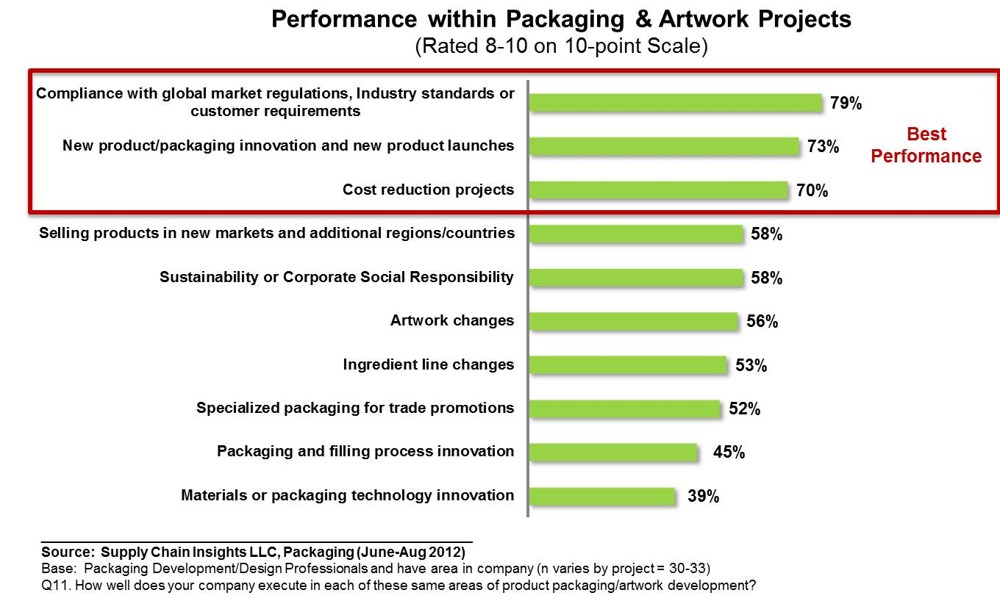 Performance within Packaging & Artwork Projects
(Rated 8-10 on 10-point Scale)
Compliance with global market regulations, Industry standards or
customer requirements
79%
New product/packaging innovation and new product launches
73%
Best
Performance
Cost reduction projects
70%
Selling products in new markets and additional regions/countries
58%
Sustainability or Corporate Social Responsibility
58%
Artwork changes
56%
Ingredient line changes
53%
Specialized packaging for trade promotions
52%
Packaging and filling process innovation
45%
Materials or packaging technology innovation
39%
Source: Supply Chain Insights LLC, Packaging (June-Aug 2012)
Base: Packaging Development/Design Professionals and have area in company (n varies by project = 30-33)
Q11. How well does your company execute in each of these same areas of product packaging/artwork development?